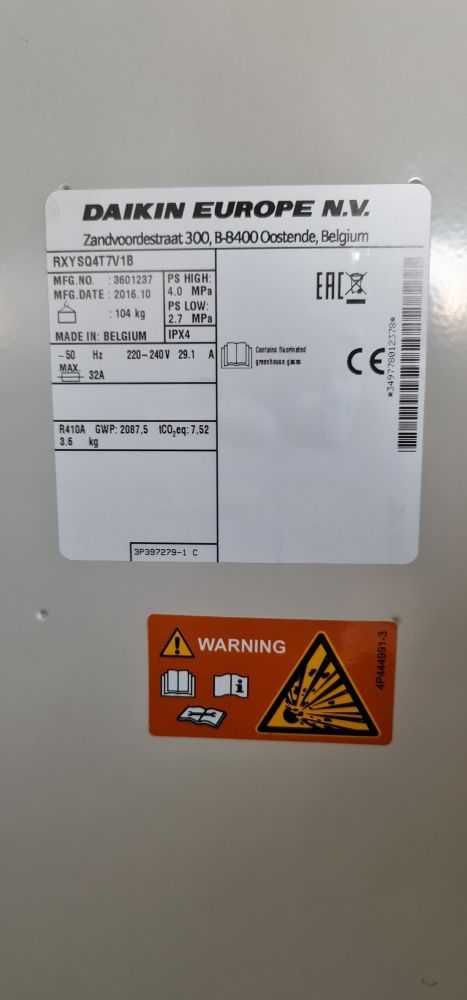 DAIKIN EUROPE N.V.
Zandvoordestraat 300, B-8400 Oostende, Belgium
RXYSQ4T7V1B
MFG.NO. : 3601237
MFG.DATE : 2016.10
: 104 kg
MADE IN: BELGIUM
PS HIGH:
4.0 MPa
PS LOW:
2.7 MPa
IPX4
~50 Hz 220-240V 29.1 A
MAX. 32A
R410A GWP: 2087,5 tCO2eq: 7,52
3.6 kg
3P397279-1 C
EAC
Contains fluorinated
greenhouse gases
CE
*349778012378*
WARNING
4P444991-3